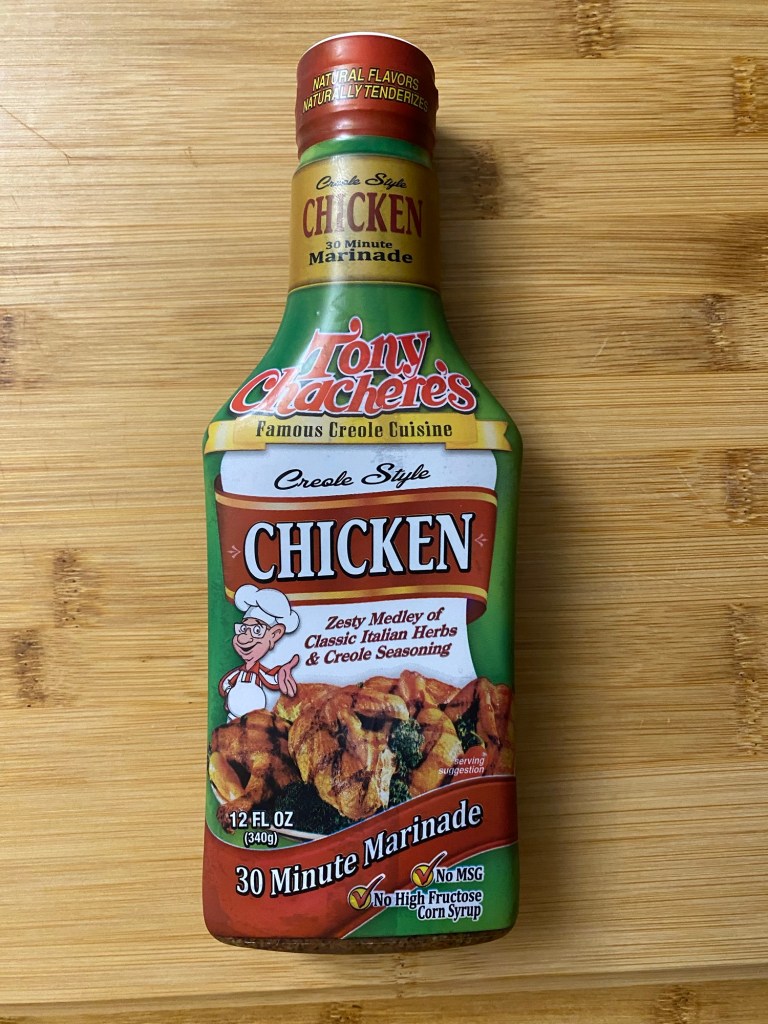 NATURAL FLAVORS
NATURALLY TENDERIZES
Creole Style
CHICKEN
30 Minute
Marinade
Tony
Chachere's
Famous Creole Cuisine
Creole Style
CHICKEN
Zesty Medley of
Classic Italian Herbs
& Creole Seasoning
serving
suggestion
12 FL OZ
(340g)
30 Minute Marinade
No MSG
No High Fructose
Corn Syrup